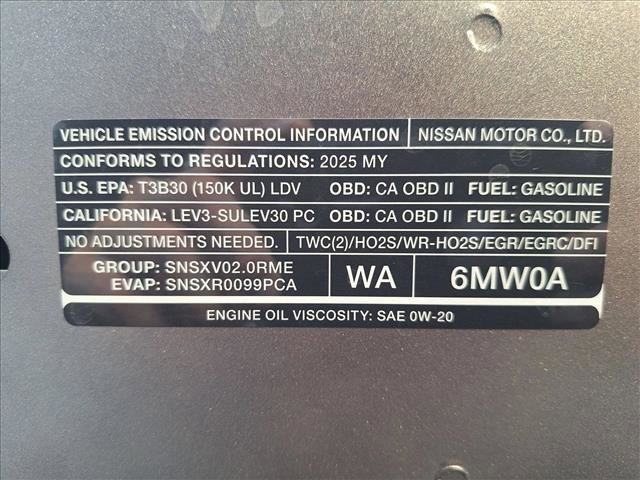 VEHICLE EMISSION CONTROL INFORMATION NISSAN MOTOR CO., LTD.
CONFORMS TO REGULATIONS: 2025 MY
U.S. EPA: T3B30 (150K UL) LDV OBD: CA OBD II FUEL: GASOLINE
CALIFORNIA: LEV3-SULEV30 PC OBD: CA OBD II FUEL: GASOLINE
NO ADJUSTMENTS NEEDED. TWC(2)/HO2S/WR-HO2S/EGR/EGRC/DFI
GROUP: SNSXV02.0RME
EVAP: SNSXR0099PCA
WA 6MW0A
ENGINE OIL VISCOSITY: SAE 0W-20